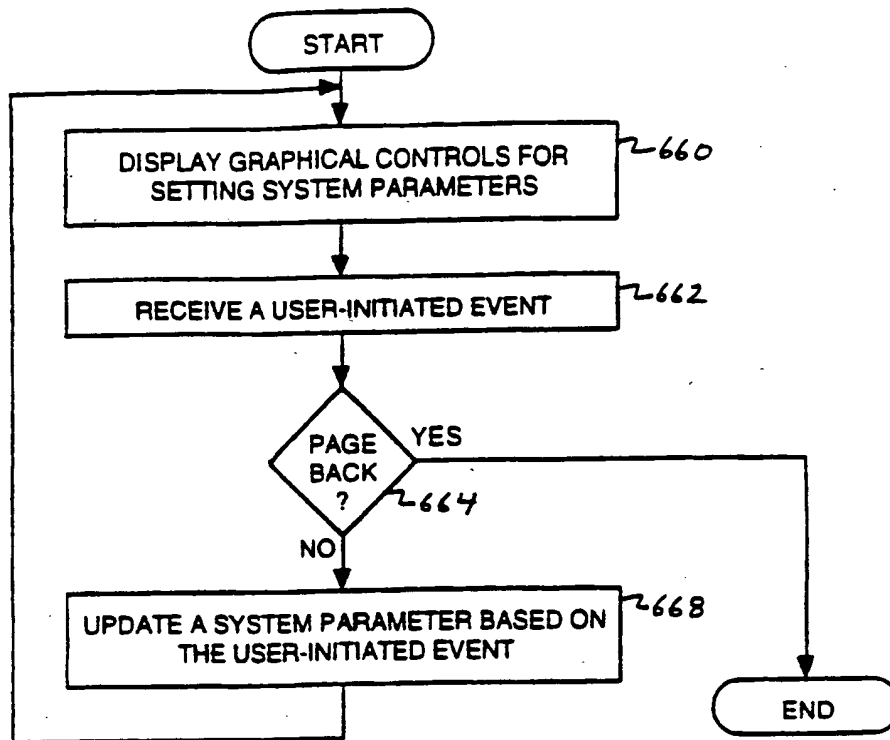 START
DISPLAY GRAPHICAL CONTROLS FOR
SETTING SYSTEM PARAMETERS
660
RECEIVE A USER-INITIATED EVENT
662
PAGE
BACK
?
YES
664
NO
UPDATE A SYSTEM PARAMETER BASED ON
THE USER-INITIATED EVENT
668
END